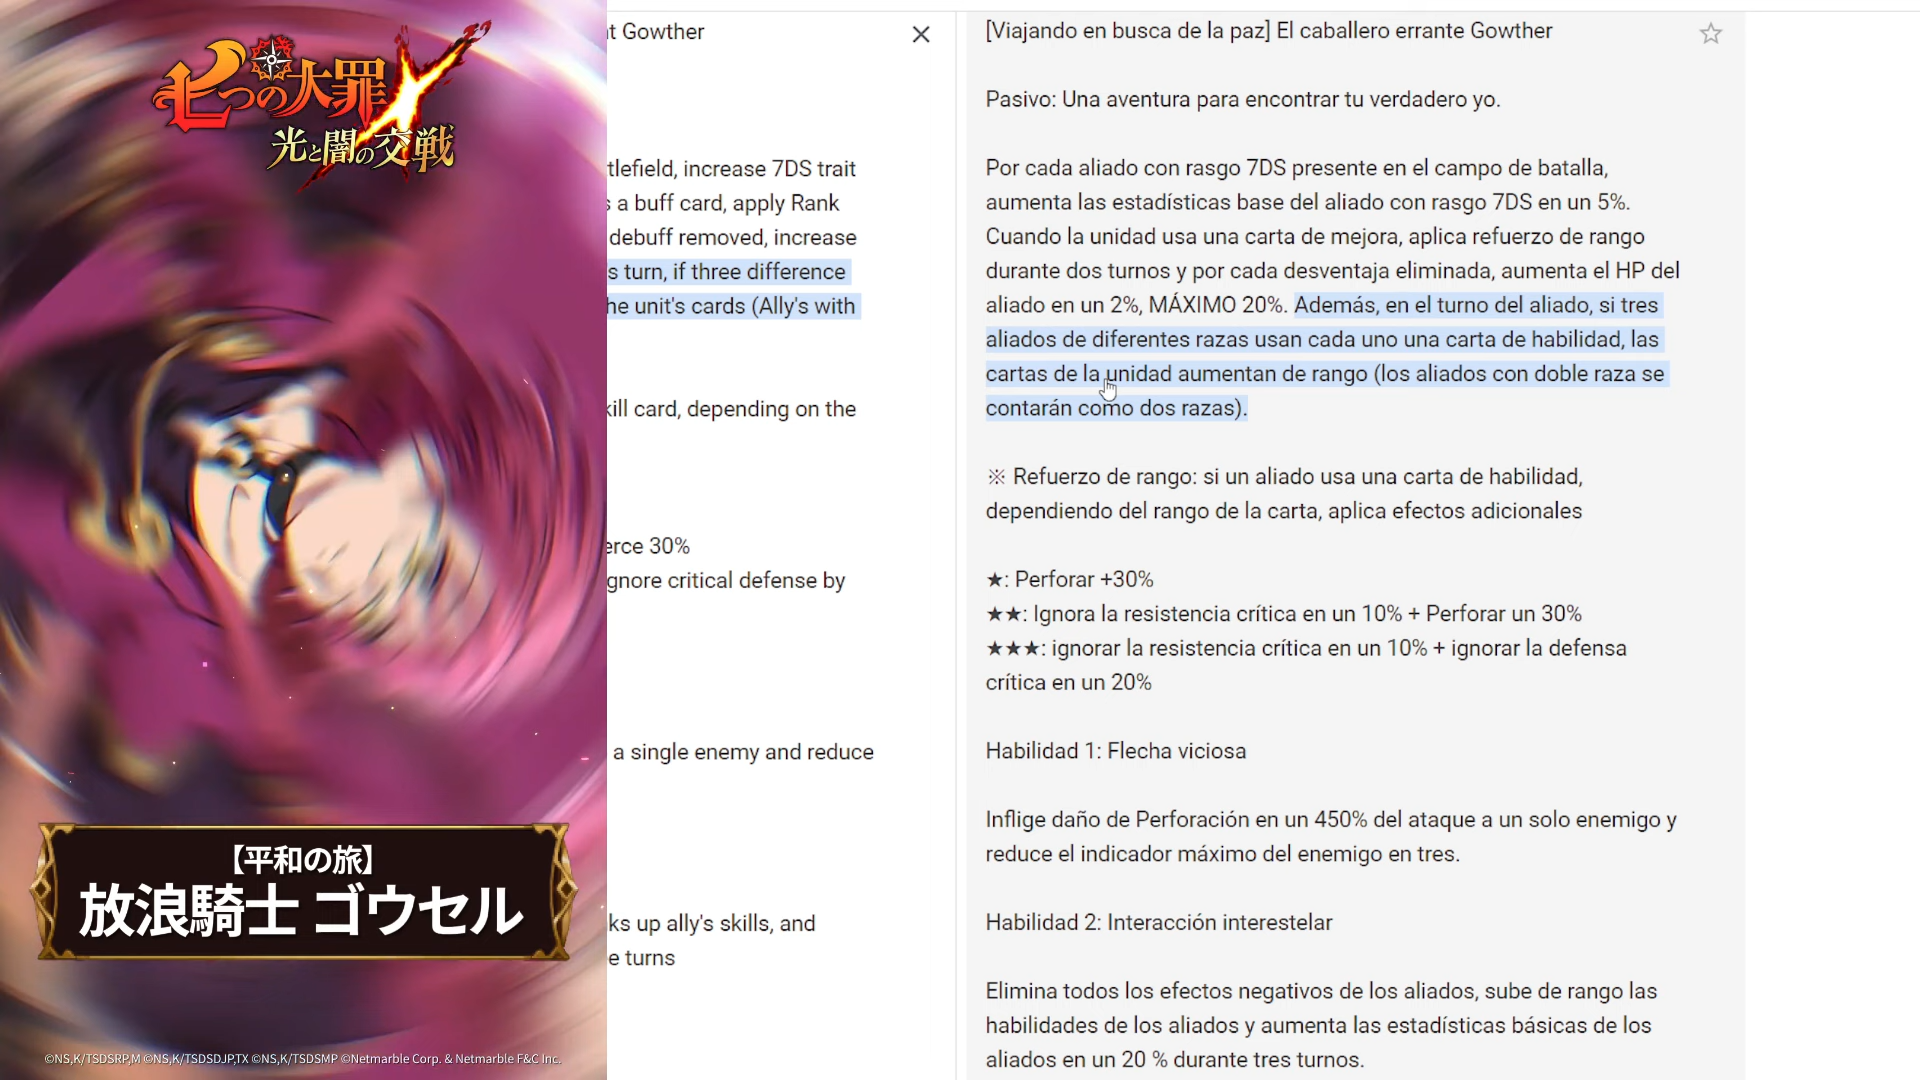 七つの大罪
光と闇の交戦
【平和の旅】
放浪騎士 ゴウセル
©NS,K/TSDSRP,M ©NS,K/TSDSDJP,TX ©NS,K/TSDSMP ©Netmarble Corp. & Netmarble F&C Inc.
t Gowther
tlefield, increase 7DS trait
s a buff card, apply Rank
debuff removed, increase
s turn, if three difference
he unit's cards (Ally's with
kill card, depending on the
erce 30%
gnore critical defense by
a single enemy and reduce
ks up ally's skills, and
e turns
[Viajando en busca de la paz] El caballero errante Gowther
Pasivo: Una aventura para encontrar tu verdadero yo.
Por cada aliado con rasgo 7DS presente en el campo de batalla,
aumenta las estadísticas base del aliado con rasgo 7DS en un 5%.
Cuando la unidad usa una carta de mejora, aplica refuerzo de rango
durante dos turnos y por cada desventaja eliminada, aumenta el HP del
aliado en un 2%, MÁXIMO 20%. Además, en el turno del aliado, si tres
aliados de diferentes razas usan cada uno una carta de habilidad, las
cartas de la unidad aumentan de rango (los aliados con doble raza se
contarán como dos razas).
※ Refuerzo de rango: si un aliado usa una carta de habilidad,
dependiendo del rango de la carta, aplica efectos adicionales
★: Perforar +30%
★★: Ignora la resistencia crítica en un 10% + Perforar un 30%
★★★: ignorar la resistencia crítica en un 10% + ignorar la defensa
crítica en un 20%
Habilidad 1: Flecha viciosa
Inflige daño de Perforación en un 450% del ataque a un solo enemigo y
reduce el indicador máximo del enemigo en tres.
Habilidad 2: Interacción interestelar
Elimina todos los efectos negativos de los aliados, sube de rango las
habilidades de los aliados y aumenta las estadísticas básicas de los
aliados en un 20 % durante tres turnos.